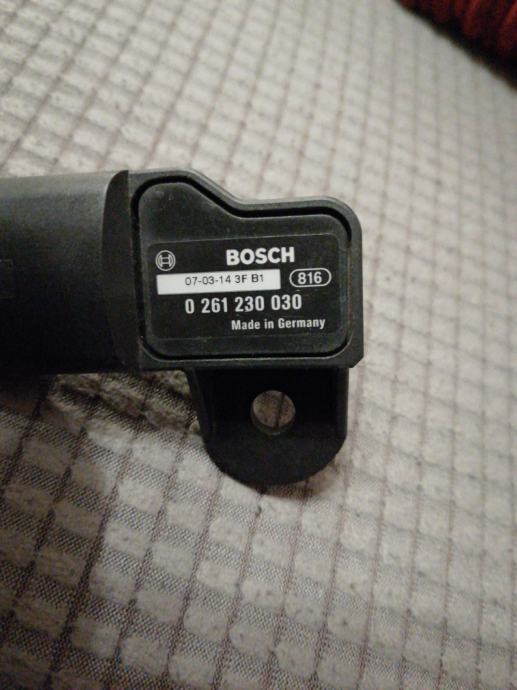 BOSCH
07-03-14 3F B1 816
0 261 230 030
Made in Germany